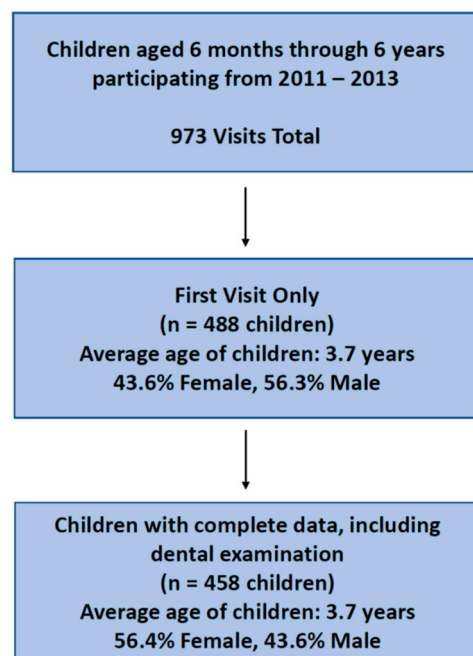 Children aged 6 months through 6 years
participating from 2011 – 2013
973 Visits Total
First Visit Only
(n = 488 children)
Average age of children: 3.7 years
43.6% Female, 56.3% Male
Children with complete data, including
dental examination
(n = 458 children)
Average age of children: 3.7 years
56.4% Female, 43.6% Male